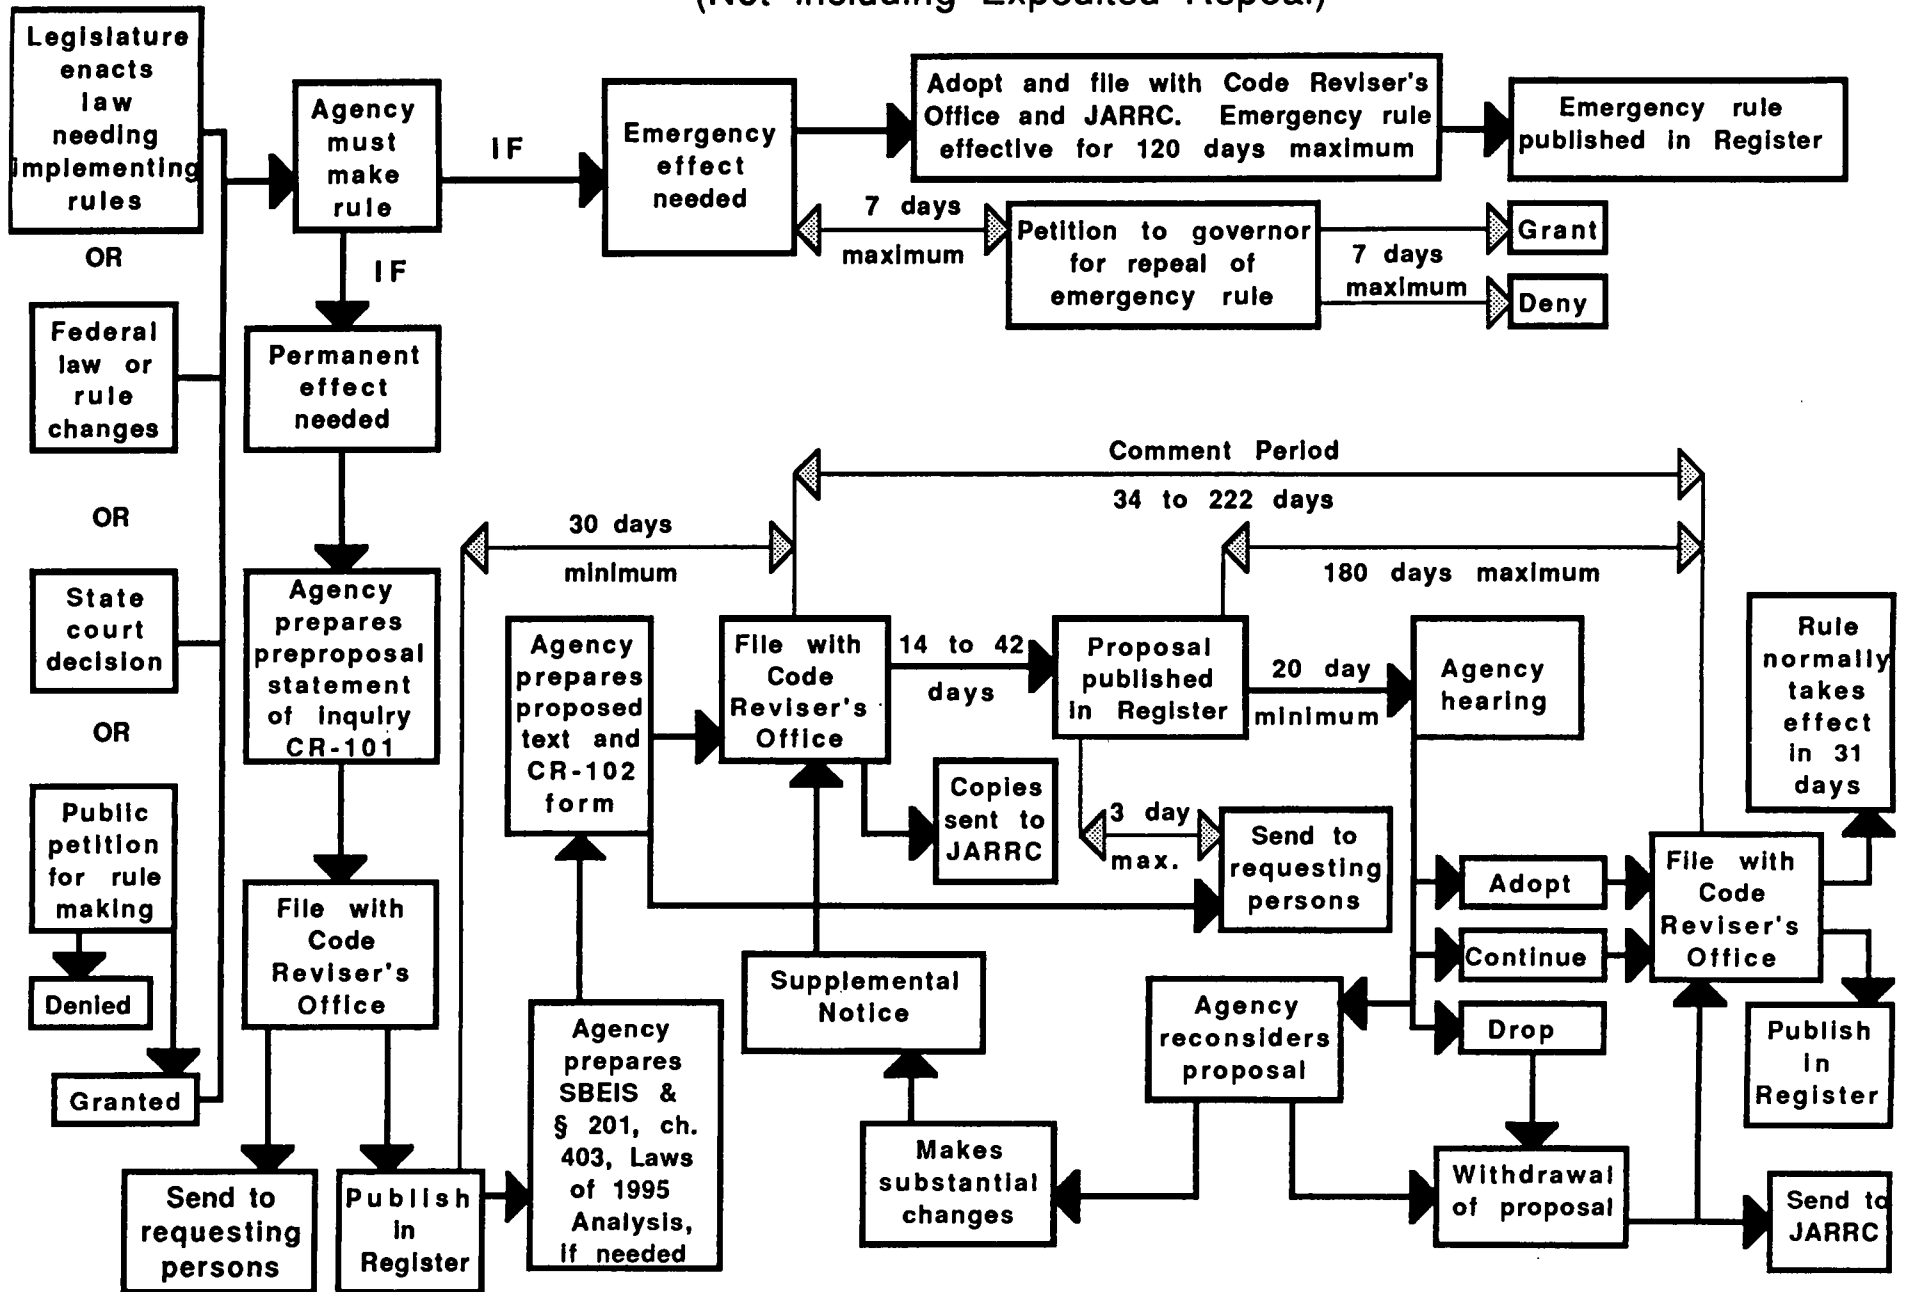 (Not Including Expedited Repeal)
Legislature
enacts
law
needing
implementing
rules
OR
Federal
law or
rule
changes
OR
State
court
decision
OR
Public
petition
for rule
making
Denied
Granted
Agency
must
make
rule
IF
IF
Emergency
effect
needed
Adopt and file with Code Reviser's
Office and JARRC. Emergency rule
effective for 120 days maximum
Emergency rule
published in Register
7 days
maximum
Petition to governor
for repeal of
emergency rule
7 days
maximum
Grant
Deny
Permanent
effect
needed
Agency
prepares
preproposal
statement
of inquiry
CR-101
File with
Code
Reviser's
Office
Send to
requesting
persons
Publish
in
Register
30 days
minimum
Agency
prepares
SBEIS &
§ 201, ch.
403, Laws
of 1995
Analysis,
if needed
Agency
prepares
proposed
text and
CR-102
form
File with
Code
Reviser's
Office
Comment Period
34 to 222 days
180 days maximum
14 to 42
days
Copies
sent to
JARRC
Proposal
published
in Register
20 day
minimum
Agency
hearing
3 day
max.
Send to
requesting
persons
Supplemental
Notice
Makes
substantial
changes
Agency
reconsiders
proposal
Adopt
Continue
Drop
Withdrawal
of proposal
File with
Code
Reviser's
Office
Rule
normally
takes
effect
in 31
days
Publish
in
Register
Send to
JARRC